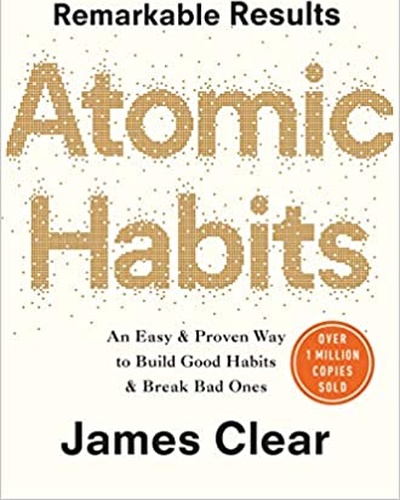 Remarkable Results
Atomic
Habits
An Easy & Proven Way
to Build Good Habits
& Break Bad Ones
OVER
1 MILLION
COPIES
SOLD
James Clear